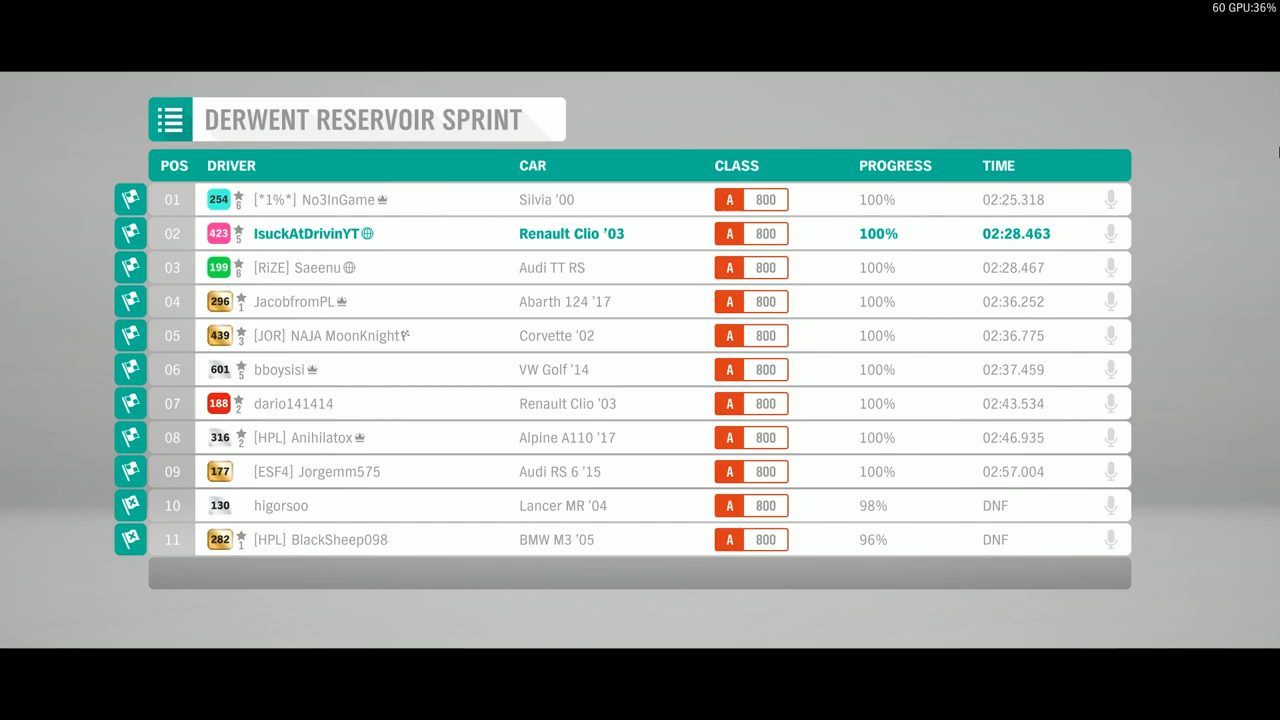 60 GPU:36%
DERWENT RESERVOIR SPRINT
POS DRIVER CAR CLASS PROGRESS TIME
01 254 6 [*1%*] No3InGame Silvia '00 A 800 100% 02:25.318
02 423 5 IsuckAtDrivinYT Renault Clio '03 A 800 100% 02:28.463
03 199 6 [RiZE] Saeenu Audi TT RS A 800 100% 02:28.467
04 296 1 JacobfromPL Abarth 124 '17 A 800 100% 02:36.252
05 439 3 [JOR] NAJA MoonKnight Corvette '02 A 800 100% 02:36.775
06 601 5 bboysisi VW Golf '14 A 800 100% 02:37.459
07 188 2 dario141414 Renault Clio '03 A 800 100% 02:43.534
08 316 2 [HPL] Anihilatox Alpine A110 '17 A 800 100% 02:46.935
09 177 [ESF4] Jorgemm575 Audi RS 6 '15 A 800 100% 02:57.004
10 130 higorsoo Lancer MR '04 A 800 98% DNF
11 282 1 [HPL] BlackSheep098 BMW M3 '05 A 800 96% DNF